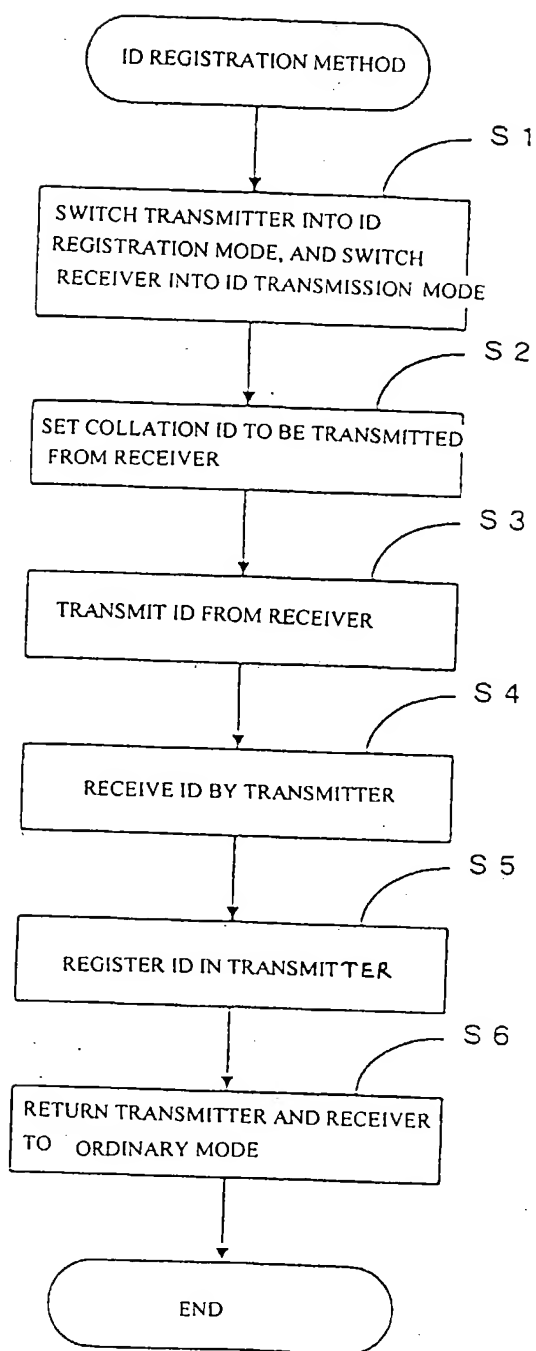 ID REGISTRATION METHOD
S 1
SWITCH TRANSMITTER INTO ID
REGISTRATION MODE, AND SWITCH
RECEIVER INTO ID TRANSMISSION MODE
S 2
SET COLLATION ID TO BE TRANSMITTED
FROM RECEIVER
S 3
TRANSMIT ID FROM RECEIVER
S 4
RECEIVE ID BY TRANSMITTER
S 5
REGISTER ID IN TRANSMITTER
S 6
RETURN TRANSMITTER AND RECEIVER
TO ORDINARY MODE
END